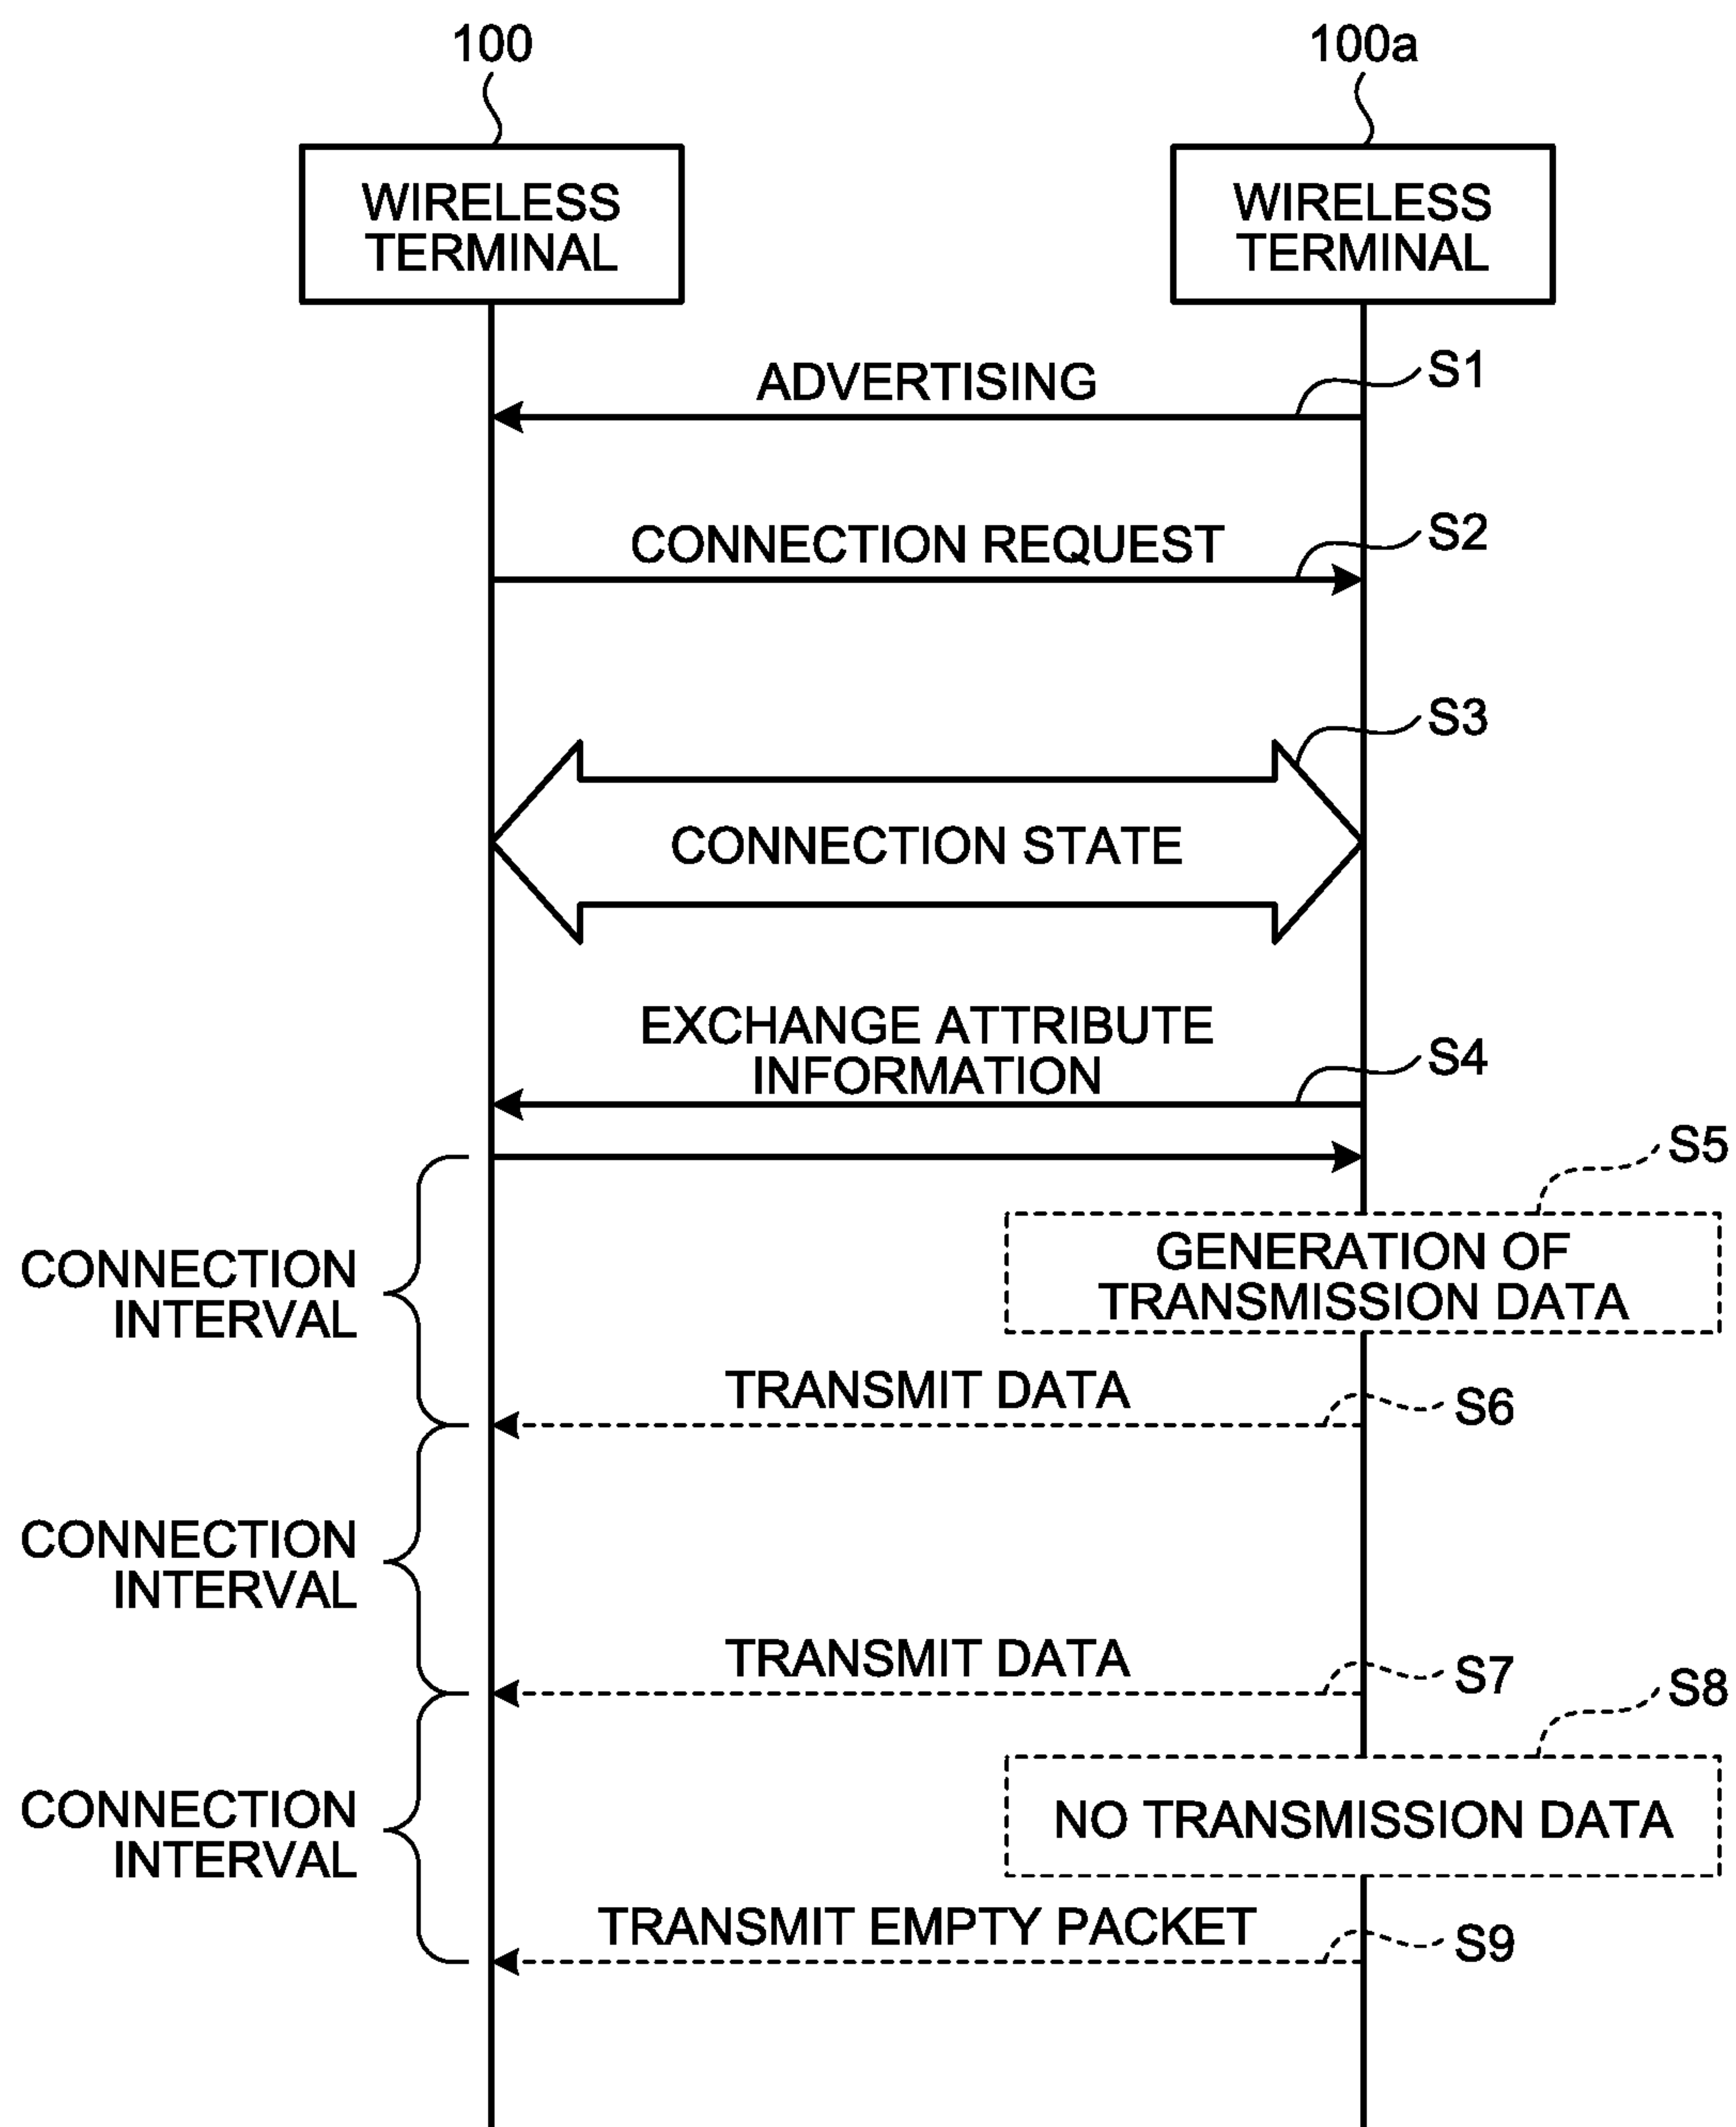 100
100a
WIRELESS
TERMINAL
WIRELESS
TERMINAL
ADVERTISING
S1
CONNECTION REQUEST
S2
S3
CONNECTION STATE
EXCHANGE ATTRIBUTE
INFORMATION
S4
S5
GENERATION OF
TRANSMISSION DATA
CONNECTION
INTERVAL
TRANSMIT DATA
S6
CONNECTION
INTERVAL
TRANSMIT DATA
S7
S8
NO TRANSMISSION DATA
CONNECTION
INTERVAL
TRANSMIT EMPTY PACKET
S9